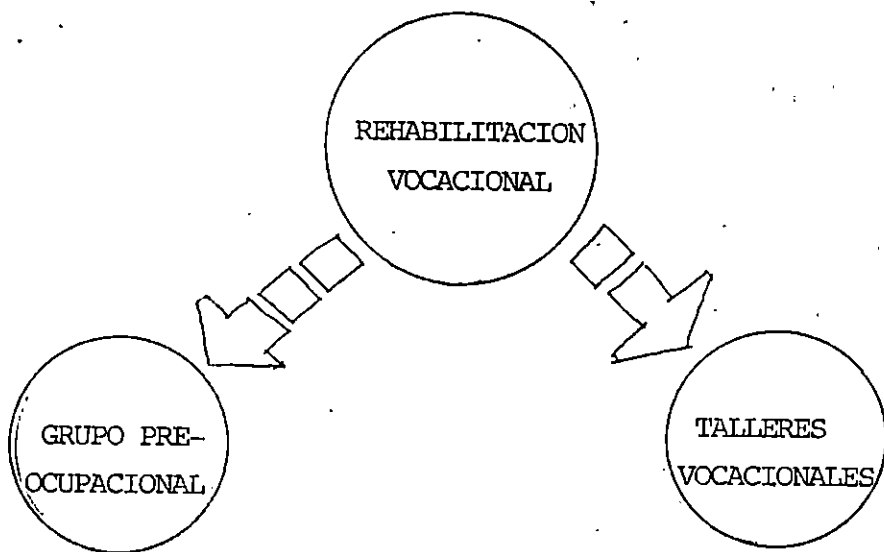 REHABILITACION
VOCACIONAL
GRUPO PRE-
OCUPACIONAL
TALLERES
VOCACIONALES